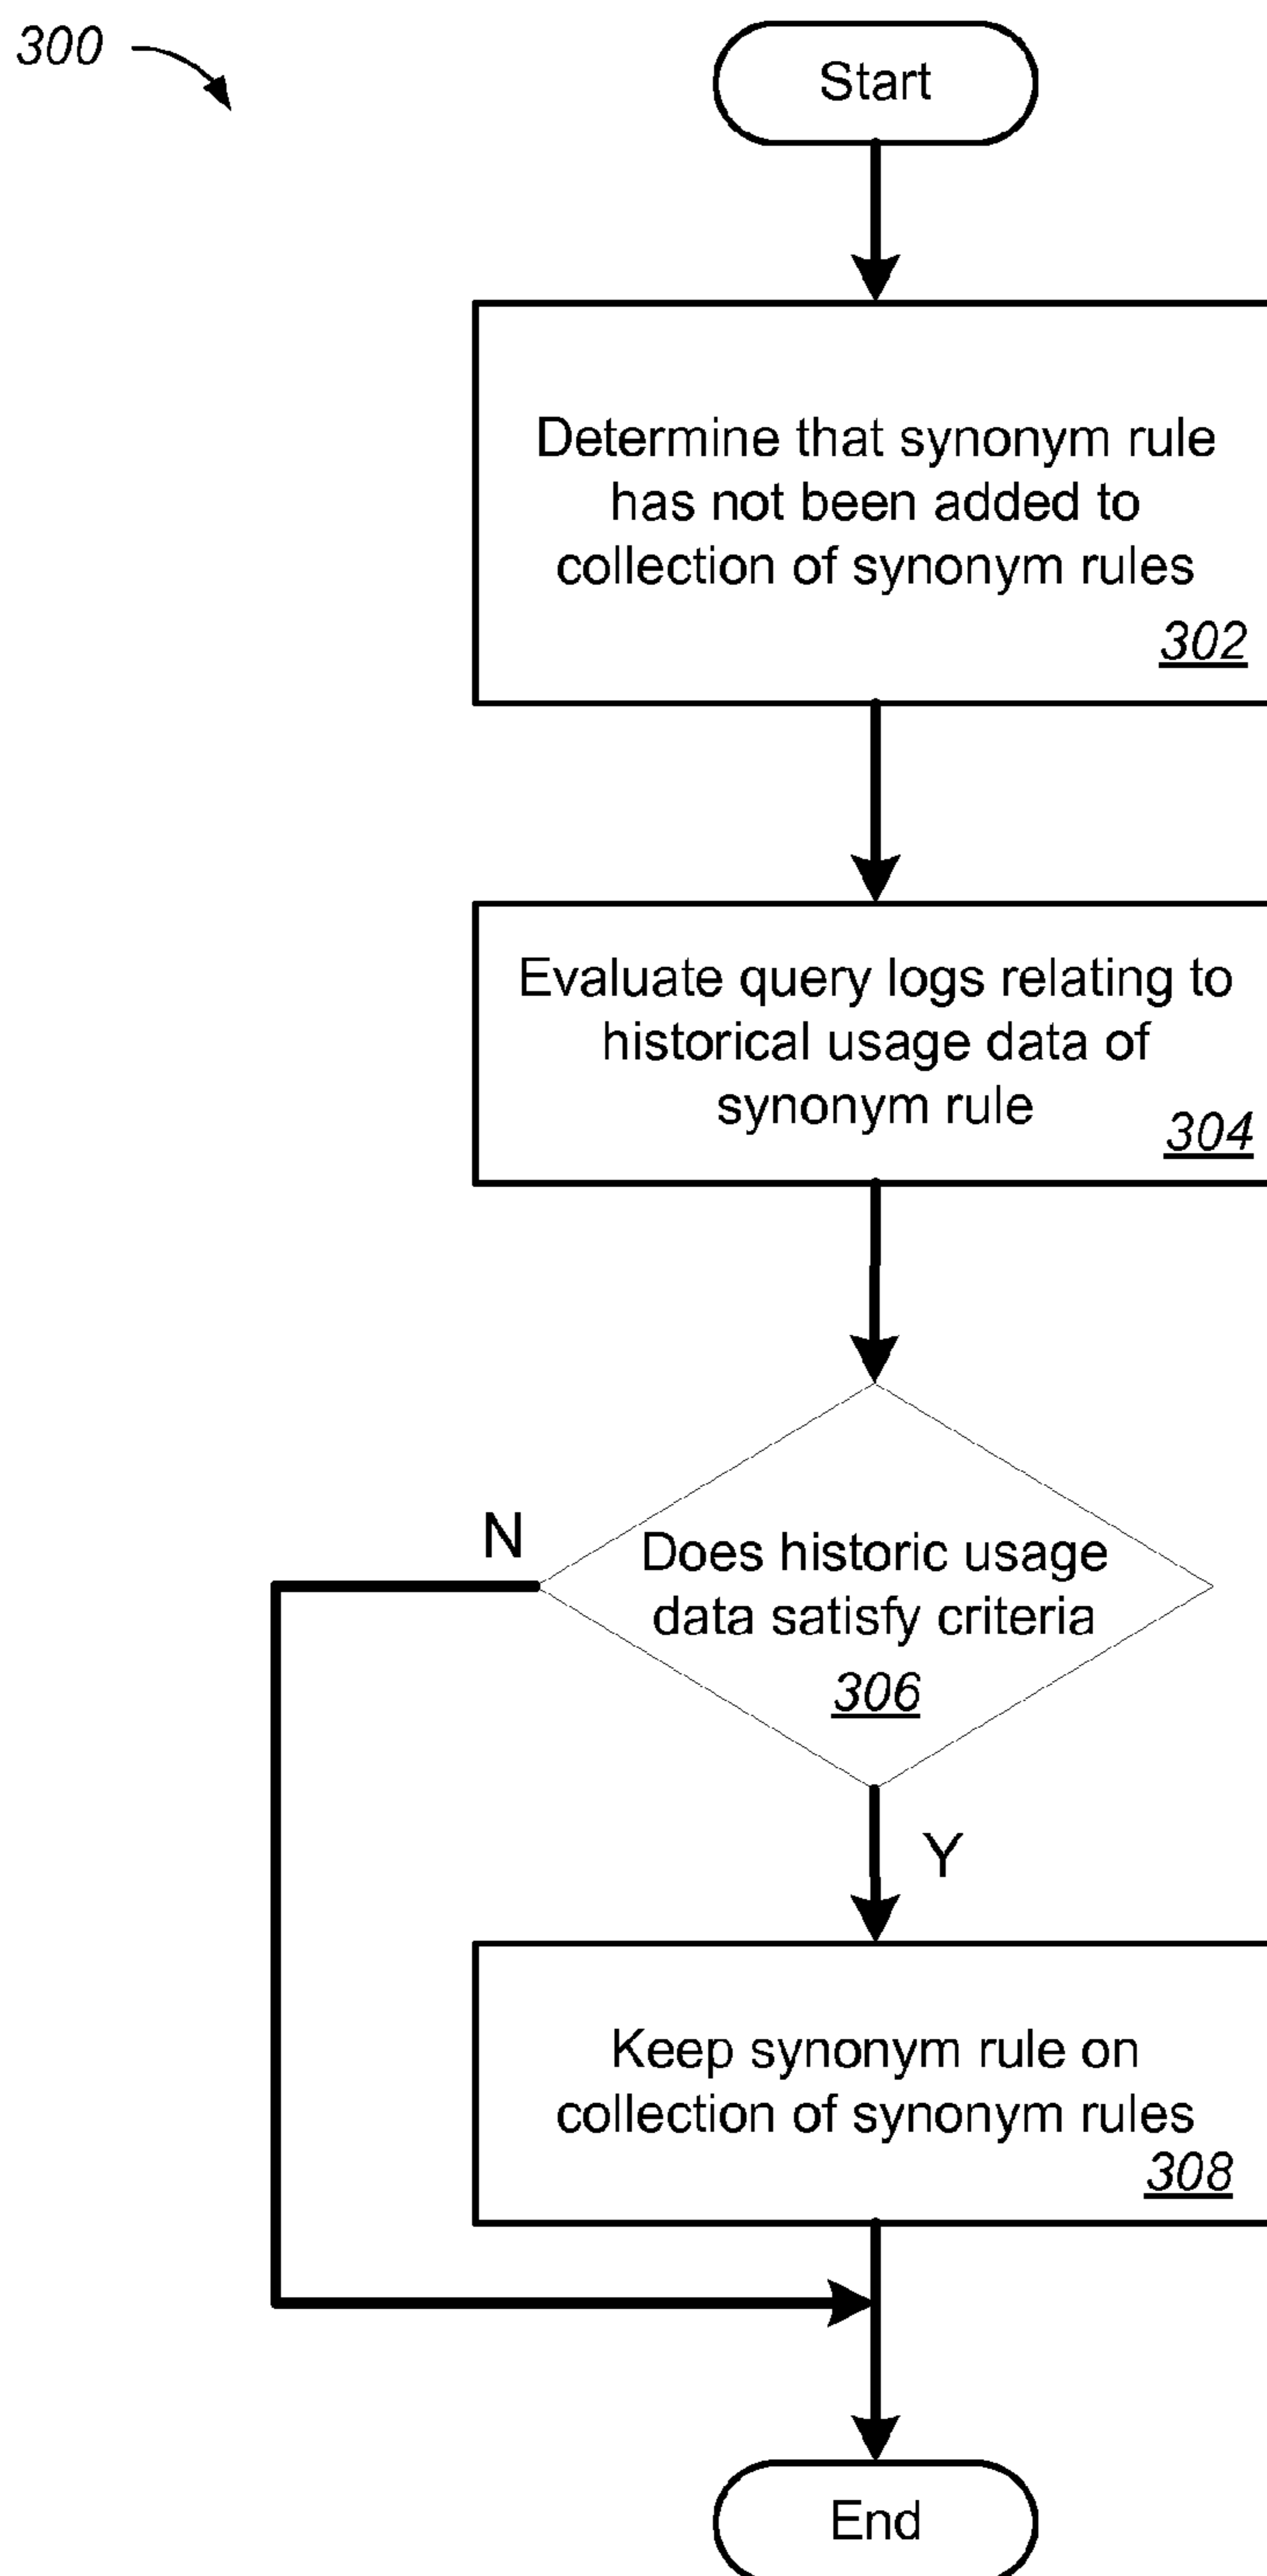 300
Start
Determine that synonym rule
has not been added to
collection of synonym rules
302
Evaluate query logs relating to
historical usage data of
synonym rule
304
N
Does historic usage
data satisfy criteria
306
Y
Keep synonym rule on
collection of synonym rules
308
End